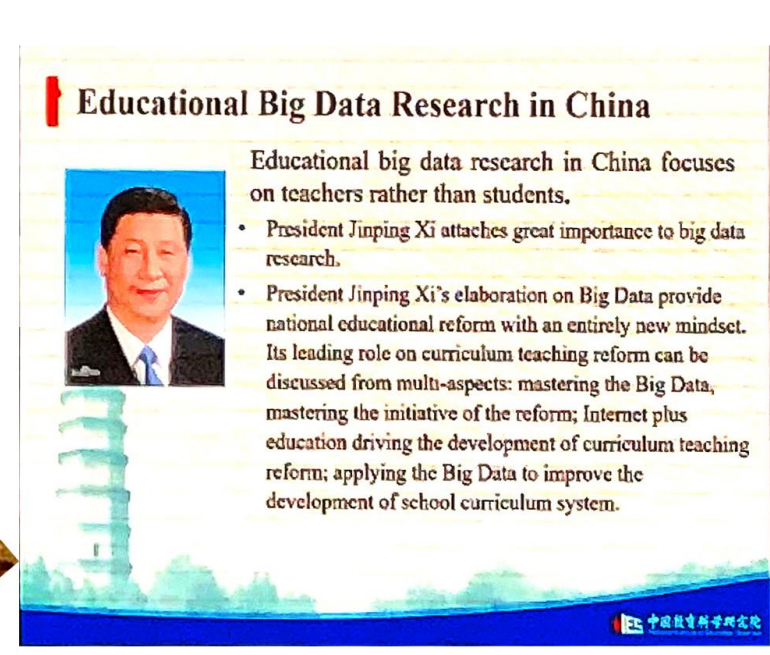 Educational Big Data Research in China
Educational big data research in China focuses
on teachers rather than students.
• President Jinping Xi attaches great importance to big data
research.
• President Jinping Xi's elaboration on Big Data provide
national educational reform with an entirely new mindset.
Its leading role on curriculum teaching reform can be
discussed from multi-aspects: mastering the Big Data,
mastering the initiative of the reform; Internet plus
education driving the development of curriculum teaching
reform; applying the Big Data to improve the
development of school curriculum system.
中国教育科学研究院